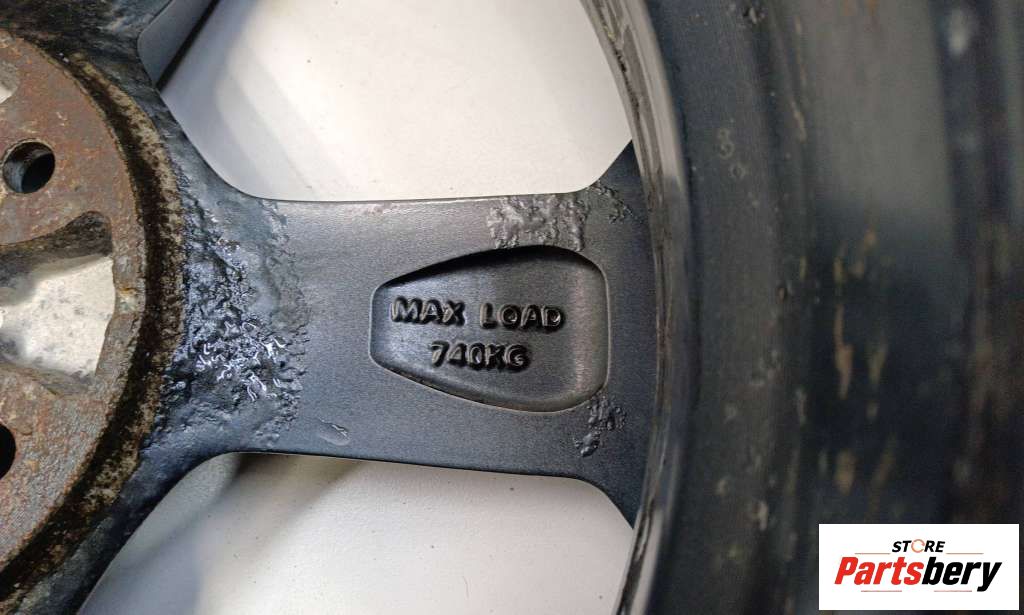 MAX LOAD
740KG
STORE
Partsbery